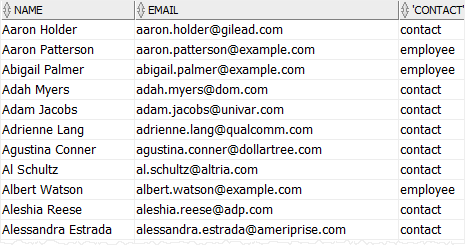 NAME EMAIL 'CONTACT'
Aaron Holder aaron.holder@gilead.com contact
Aaron Patterson aaron.patterson@example.com employee
Abigail Palmer abigail.palmer@example.com employee
Adah Myers adah.myers@dom.com contact
Adam Jacobs adam.jacobs@univar.com contact
Adrienne Lang adrienne.lang@qualcomm.com contact
Agustina Conner agustina.conner@dollartree.com contact
Al Schultz al.schultz@altria.com contact
Albert Watson albert.watson@example.com employee
Aleshia Reese aleshia.reese@adp.com contact
Alessandra Estrada alessandra.estrada@ameriprise.com contact